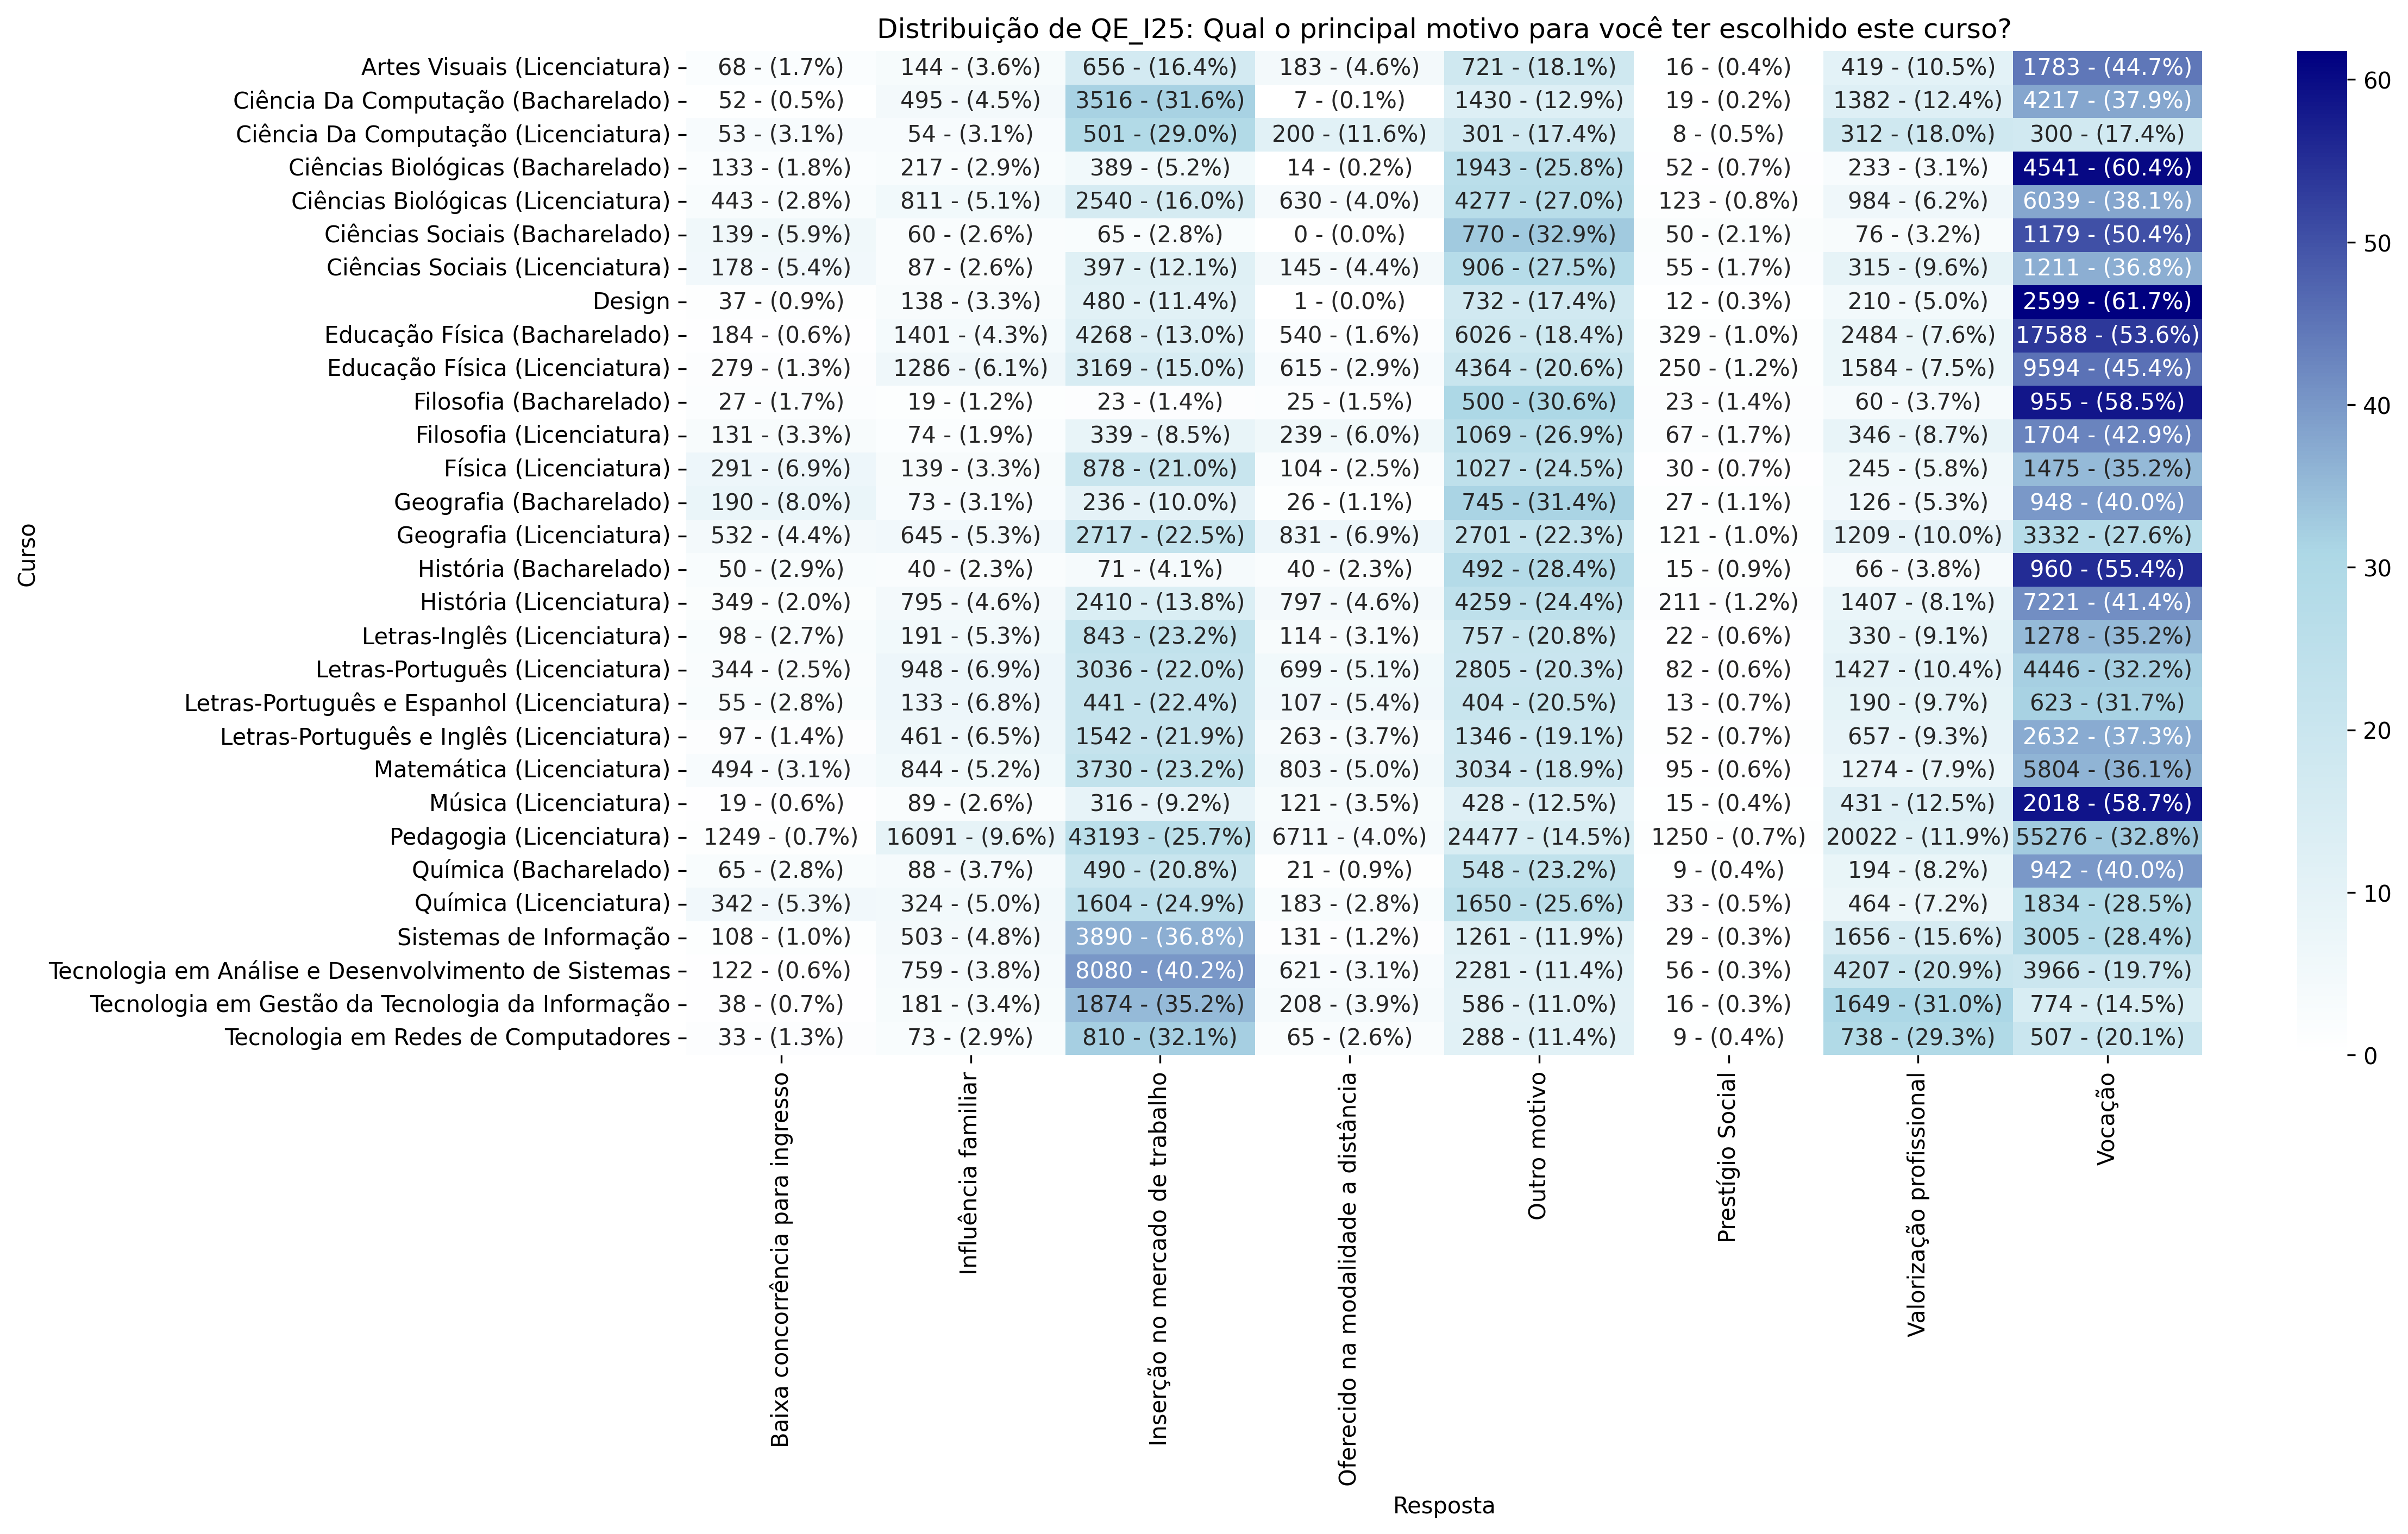 Distribuição de QE_I25: Qual o principal motivo para você ter escolhido este curso?
Artes Visuais (Licenciatura) 68 - (1.7%) 144 - (3.6%) 656 - (16.4%) 183 - (4.6%) 721 - (18.1%) 16 - (0.4%) 419 - (10.5%) 1783 - (44.7%)
Ciência Da Computação (Bacharelado) 52 - (0.5%) 495 - (4.5%) 3516 - (31.6%) 7 - (0.1%) 1430 - (12.9%) 19 - (0.2%) 1382 - (12.4%) 4217 - (37.9%)
Ciência Da Computação (Licenciatura) 53 - (3.1%) 54 - (3.1%) 501 - (29.0%) 200 - (11.6%) 301 - (17.4%) 8 - (0.5%) 312 - (18.0%) 300 - (17.4%)
Ciências Biológicas (Bacharelado) 133 - (1.8%) 217 - (2.9%) 389 - (5.2%) 14 - (0.2%) 1943 - (25.8%) 52 - (0.7%) 233 - (3.1%) 4541 - (60.4%)
Ciências Biológicas (Licenciatura) 443 - (2.8%) 811 - (5.1%) 2540 - (16.0%) 630 - (4.0%) 4277 - (27.0%) 123 - (0.8%) 984 - (6.2%) 6039 - (38.1%)
Ciências Sociais (Bacharelado) 139 - (5.9%) 60 - (2.6%) 65 - (2.8%) 0 - (0.0%) 770 - (32.9%) 50 - (2.1%) 76 - (3.2%) 1179 - (50.4%)
Ciências Sociais (Licenciatura) 178 - (5.4%) 87 - (2.6%) 397 - (12.1%) 145 - (4.4%) 906 - (27.5%) 55 - (1.7%) 315 - (9.6%) 1211 - (36.8%)
Design 37 - (0.9%) 138 - (3.3%) 480 - (11.4%) 1 - (0.0%) 732 - (17.4%) 12 - (0.3%) 210 - (5.0%) 2599 - (61.7%)
Educação Física (Bacharelado) 184 - (0.6%) 1401 - (4.3%) 4268 - (13.0%) 540 - (1.6%) 6026 - (18.4%) 329 - (1.0%) 2484 - (7.6%) 17588 - (53.6%)
Educação Física (Licenciatura) 279 - (1.3%) 1286 - (6.1%) 3169 - (15.0%) 615 - (2.9%) 4364 - (20.6%) 250 - (1.2%) 1584 - (7.5%) 9594 - (45.4%)
Filosofia (Bacharelado) 27 - (1.7%) 19 - (1.2%) 23 - (1.4%) 25 - (1.5%) 500 - (30.6%) 23 - (1.4%) 60 - (3.7%) 955 - (58.5%)
Filosofia (Licenciatura) 131 - (3.3%) 74 - (1.9%) 339 - (8.5%) 239 - (6.0%) 1069 - (26.9%) 67 - (1.7%) 346 - (8.7%) 1704 - (42.9%)
Física (Licenciatura) 291 - (6.9%) 139 - (3.3%) 878 - (21.0%) 104 - (2.5%) 1027 - (24.5%) 30 - (0.7%) 245 - (5.8%) 1475 - (35.2%)
Geografia (Bacharelado) 190 - (8.0%) 73 - (3.1%) 236 - (10.0%) 26 - (1.1%) 745 - (31.4%) 27 - (1.1%) 126 - (5.3%) 948 - (40.0%)
Geografia (Licenciatura) 532 - (4.4%) 645 - (5.3%) 2717 - (22.5%) 831 - (6.9%) 2701 - (22.3%) 121 - (1.0%) 1209 - (10.0%) 3332 - (27.6%)
História (Bacharelado) 50 - (2.9%) 40 - (2.3%) 71 - (4.1%) 40 - (2.3%) 492 - (28.4%) 15 - (0.9%) 66 - (3.8%) 960 - (55.4%)
História (Licenciatura) 349 - (2.0%) 795 - (4.6%) 2410 - (13.8%) 797 - (4.6%) 4259 - (24.4%) 211 - (1.2%) 1407 - (8.1%) 7221 - (41.4%)
Letras-Inglês (Licenciatura) 98 - (2.7%) 191 - (5.3%) 843 - (23.2%) 114 - (3.1%) 757 - (20.8%) 22 - (0.6%) 330 - (9.1%) 1278 - (35.2%)
Letras-Português (Licenciatura) 344 - (2.5%) 948 - (6.9%) 3036 - (22.0%) 699 - (5.1%) 2805 - (20.3%) 82 - (0.6%) 1427 - (10.4%) 4446 - (32.2%)
Letras-Português e Espanhol (Licenciatura) 55 - (2.8%) 133 - (6.8%) 441 - (22.4%) 107 - (5.4%) 404 - (20.5%) 13 - (0.7%) 190 - (9.7%) 623 - (31.7%)
Letras-Português e Inglês (Licenciatura) 97 - (1.4%) 461 - (6.5%) 1542 - (21.9%) 263 - (3.7%) 1346 - (19.1%) 52 - (0.7%) 657 - (9.3%) 2632 - (37.3%)
Matemática (Licenciatura) 494 - (3.1%) 844 - (5.2%) 3730 - (23.2%) 803 - (5.0%) 3034 - (18.9%) 95 - (0.6%) 1274 - (7.9%) 5804 - (36.1%)
Música (Licenciatura) 19 - (0.6%) 89 - (2.6%) 316 - (9.2%) 121 - (3.5%) 428 - (12.5%) 15 - (0.4%) 431 - (12.5%) 2018 - (58.7%)
Pedagogia (Licenciatura) 1249 - (0.7%) 16091 - (9.6%) 43193 - (25.7%) 6711 - (4.0%) 24477 - (14.5%) 1250 - (0.7%) 20022 - (11.9%) 55276 - (32.8%)
Química (Bacharelado) 65 - (2.8%) 88 - (3.7%) 490 - (20.8%) 21 - (0.9%) 548 - (23.2%) 9 - (0.4%) 194 - (8.2%) 942 - (40.0%)
Química (Licenciatura) 342 - (5.3%) 324 - (5.0%) 1604 - (24.9%) 183 - (2.8%) 1650 - (25.6%) 33 - (0.5%) 464 - (7.2%) 1834 - (28.5%)
Sistemas de Informação 108 - (1.0%) 503 - (4.8%) 3890 - (36.8%) 131 - (1.2%) 1261 - (11.9%) 29 - (0.3%) 1656 - (15.6%) 3005 - (28.4%)
Tecnologia em Análise e Desenvolvimento de Sistemas 122 - (0.6%) 759 - (3.8%) 8080 - (40.2%) 621 - (3.1%) 2281 - (11.4%) 56 - (0.3%) 4207 - (20.9%) 3966 - (19.7%)
Tecnologia em Gestão da Tecnologia da Informação 38 - (0.7%) 181 - (3.4%) 1874 - (35.2%) 208 - (3.9%) 586 - (11.0%) 16 - (0.3%) 1649 - (31.0%) 774 - (14.5%)
Tecnologia em Redes de Computadores 33 - (1.3%) 73 - (2.9%) 810 - (32.1%) 65 - (2.6%) 288 - (11.4%) 9 - (0.4%) 738 - (29.3%) 507 - (20.1%)
Curso
Baixa concorrência para ingresso
Influência familiar
Inserção no mercado de trabalho
Oferecido na modalidade a distância
Outro motivo
Prestígio Social
Valorização profissional
Vocação
Resposta
60
50
40
30
20
10
0